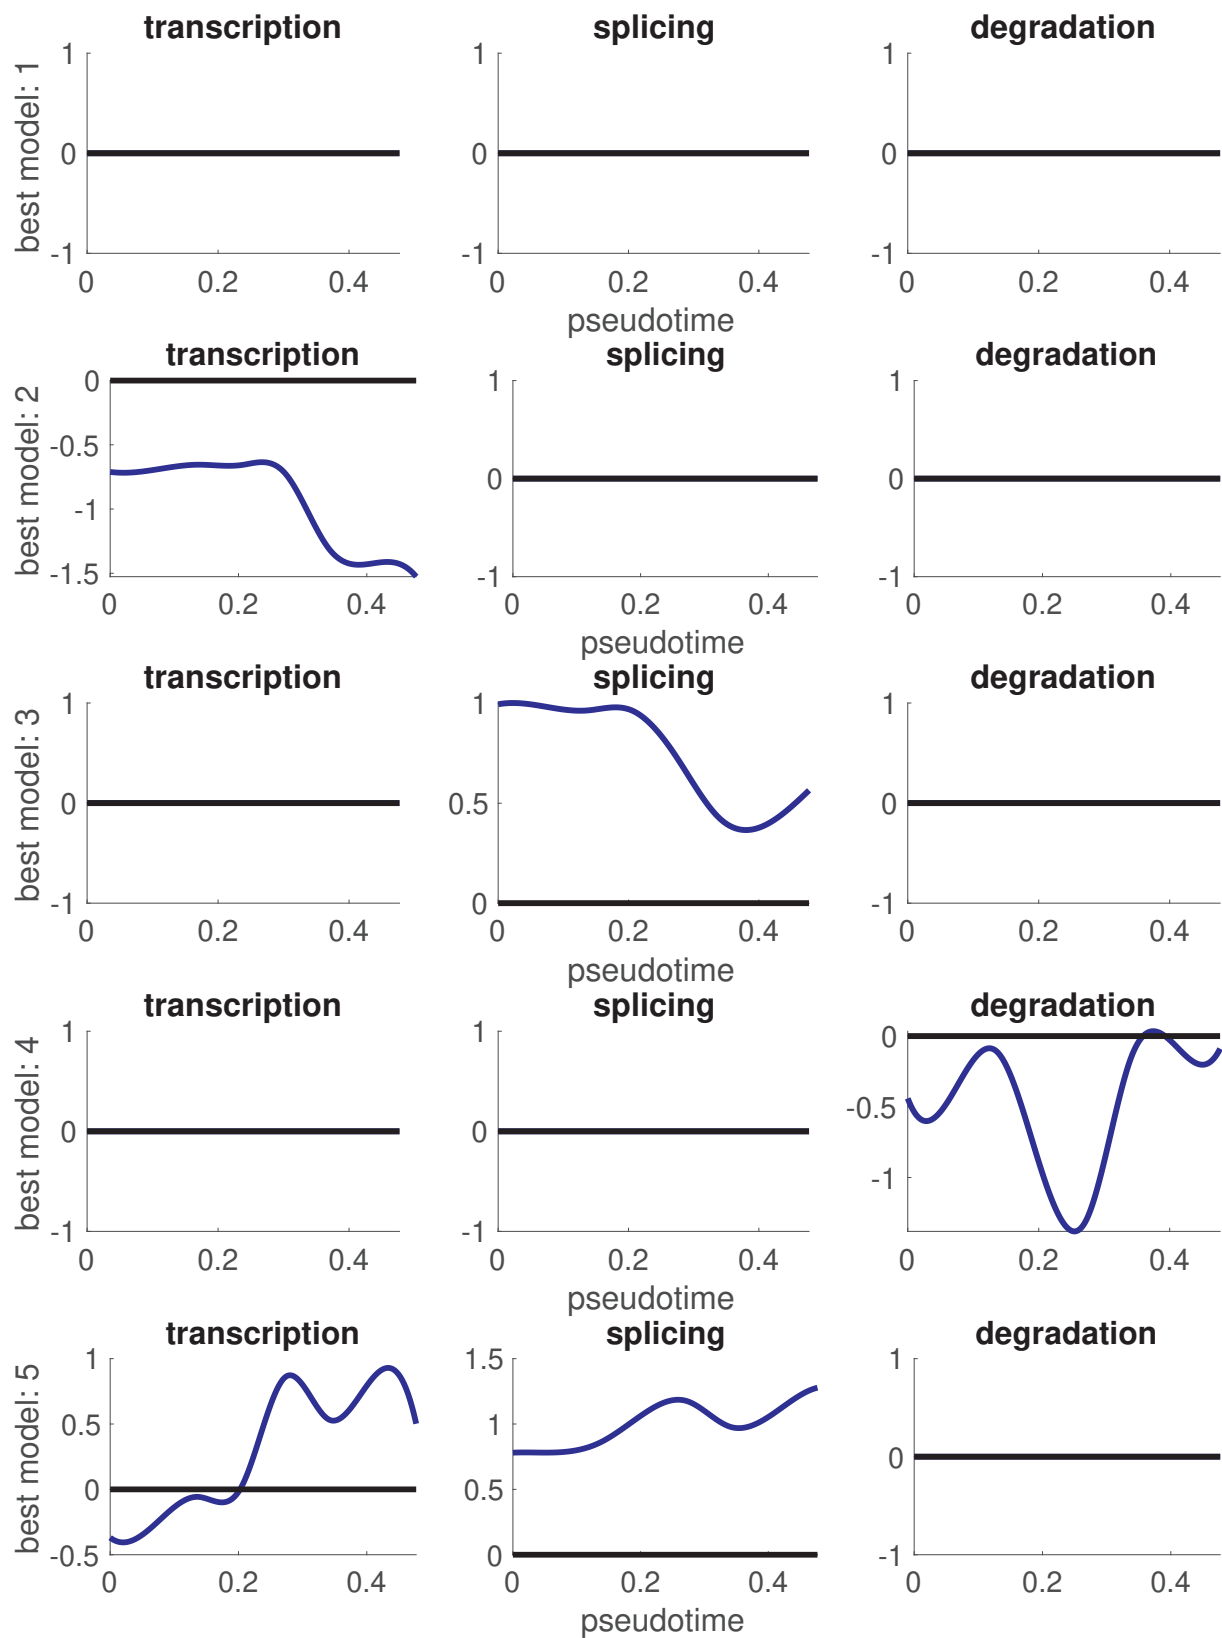 transcription splicing degradation
best model: 1
1 1 1
0 0 0
-1 -1 -1
0 0.2 0.4 0 0.2 0.4 0 0.2 0.4
pseudotime
transcription splicing degradation
best model: 2
0 1 1
-0.5
0 0
-1
-1.5 -1 -1
0 0.2 0.4 0 0.2 0.4 0 0.2 0.4
pseudotime
transcription splicing degradation
best model: 3
1 1 1
0 0.5 0
-1 0 -1
0 0.2 0.4 0 0.2 0.4 0 0.2 0.4
pseudotime
transcription splicing degradation
best model: 4
1 1 0
0 0 -0.5
-1
-1 -1
0 0.2 0.4 0 0.2 0.4 0 0.2 0.4
pseudotime
transcription splicing degradation
best model: 5
1 1.5 1
0.5 1
0 0.5 0
-0.5 0 -1
0 0.2 0.4 0 0.2 0.4 0 0.2 0.4
pseudotime